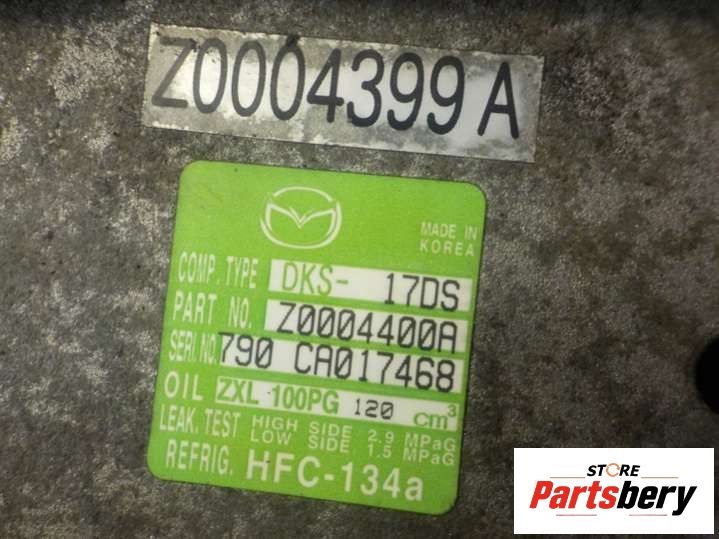 Z0004399A
MADE IN
KOREA
COMP. TYPE DKS- 17DS
PART NO. Z0004400A
SERI. NO. 790 CA017468
OIL ZXL 100PG 120 cm³
LEAK. TEST HIGH SIDE 2.9 MPaG
LOW SIDE 1.5 MPaG
REFRIG. HFC-134a
STORE
Partsbery